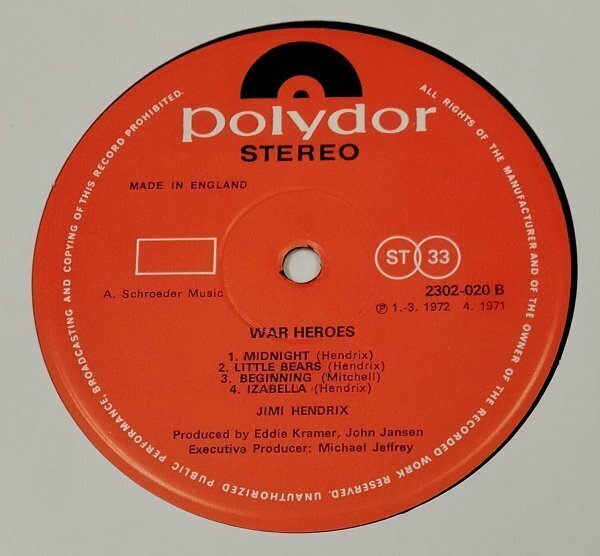 polydor
STEREO
MADE IN ENGLAND
ST 33
A. Schroeder Music
2302-020 B
℗ 1.-3. 1972 4. 1971
WAR HEROES
1. MIDNIGHT (Hendrix)
2. LITTLE BEARS (Hendrix)
3. BEGINNING (Mitchell)
4. IZABELLA (Hendrix)
JIMI HENDRIX
Produced by Eddie Kramer, John Jansen
Executive Producer: Michael Jeffrey
ALL RIGHTS OF THE MANUFACTURER AND OF THE OWNER OF THE RECORDED WORK RESERVED. UNAUTHORIZED PUBLIC PERFORMANCE, BROADCASTING AND COPYING OF THIS RECORD PROHIBITED.